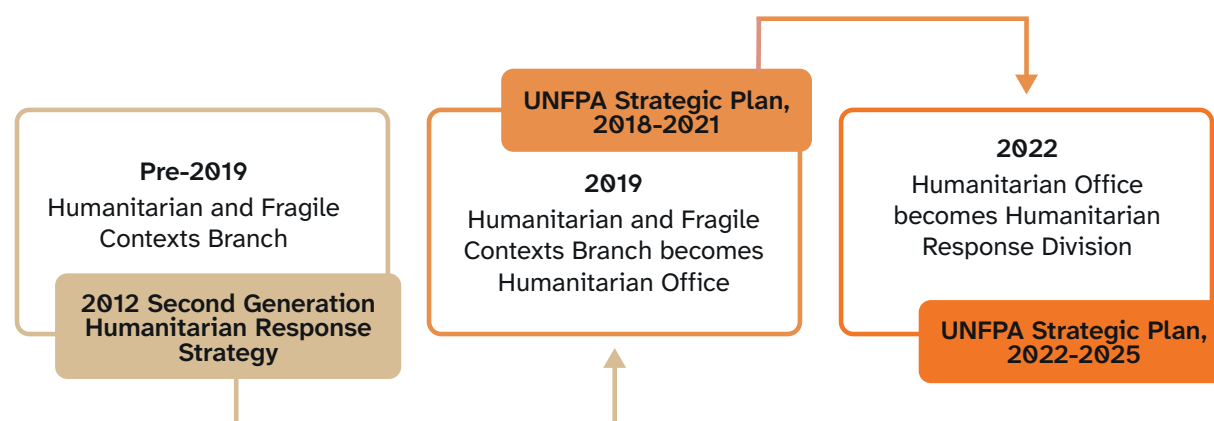 Pre-2019
Humanitarian and Fragile
Contexts Branch
2012 Second Generation
Humanitarian Response
Strategy
UNFPA Strategic Plan,
2018-2021
2019
Humanitarian and Fragile
Contexts Branch becomes
Humanitarian Office
2022
Humanitarian Office
becomes Humanitarian
Response Division
UNFPA Strategic Plan,
2022-2025